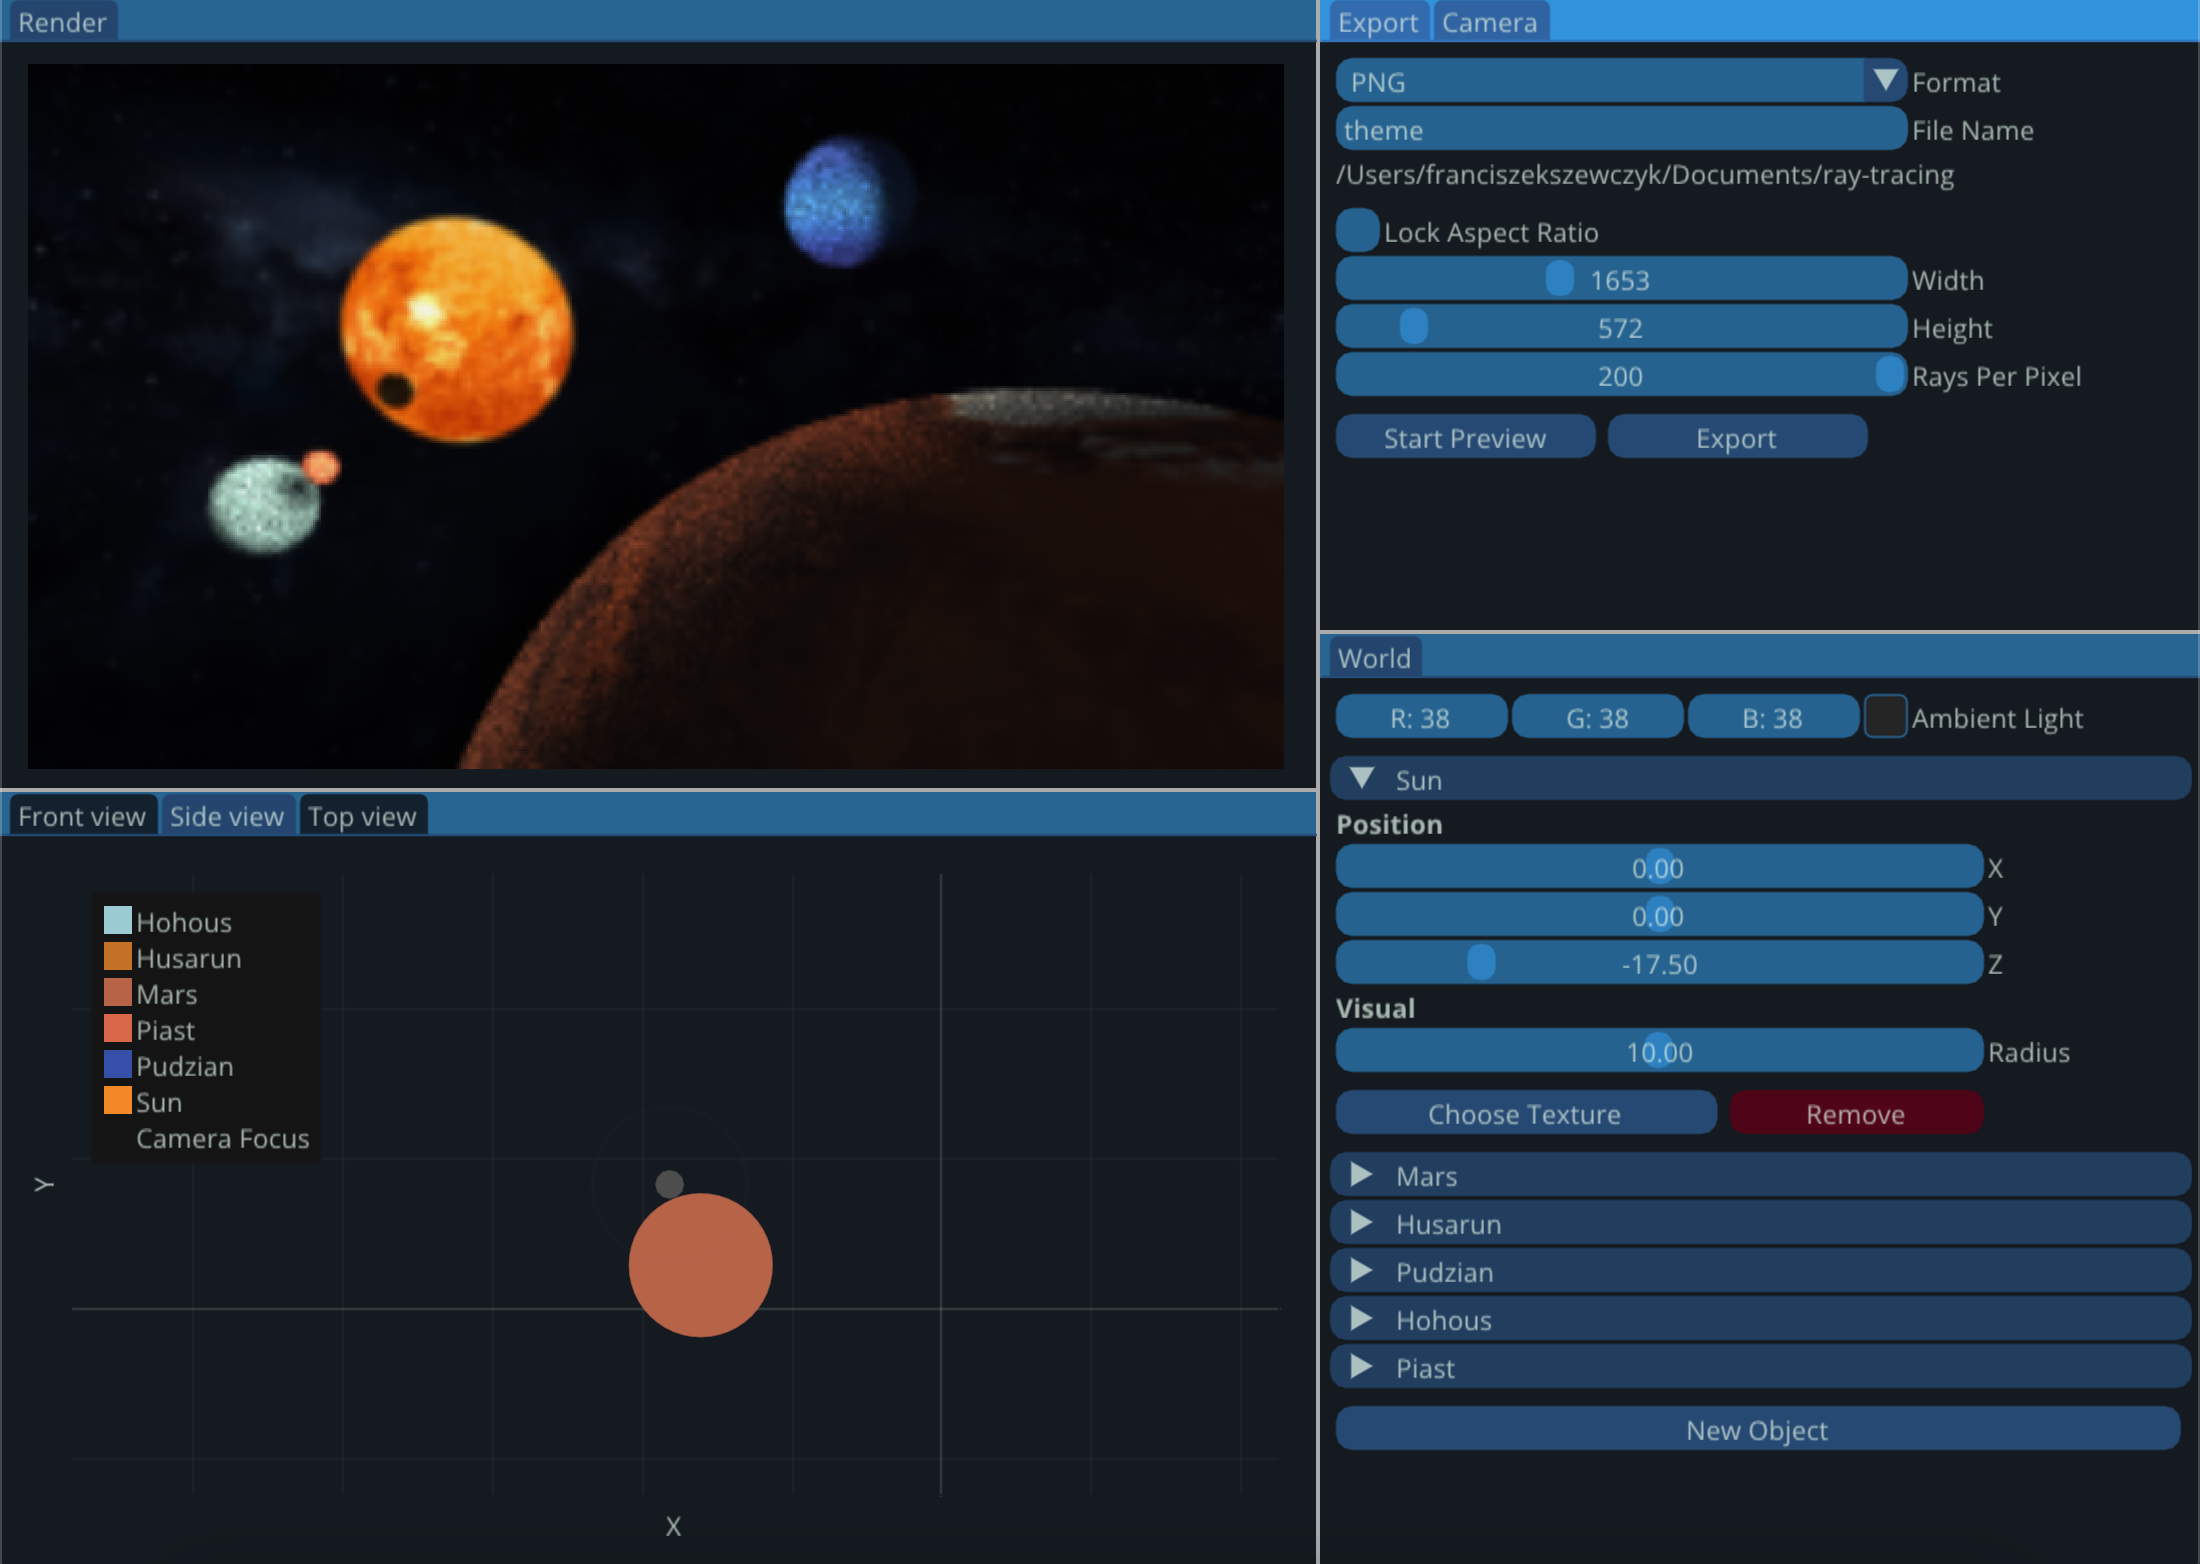 Render
Export Camera
PNG Format
theme File Name
/Users/franciszekszewczyk/Documents/ray-tracing
Lock Aspect Ratio
1653 Width
572 Height
200 Rays Per Pixel
Start Preview Export
World
R: 38 G: 38 B: 38 Ambient Light
Sun
Position
0.00 X
0.00 Y
-17.50 Z
Visual
10.00 Radius
Choose Texture Remove
Mars
Husarun
Pudzian
Hohous
Piast
New Object
Front view Side view Top view
Hohous
Husarun
Mars
Piast
Pudzian
Sun
Camera Focus
Y
X